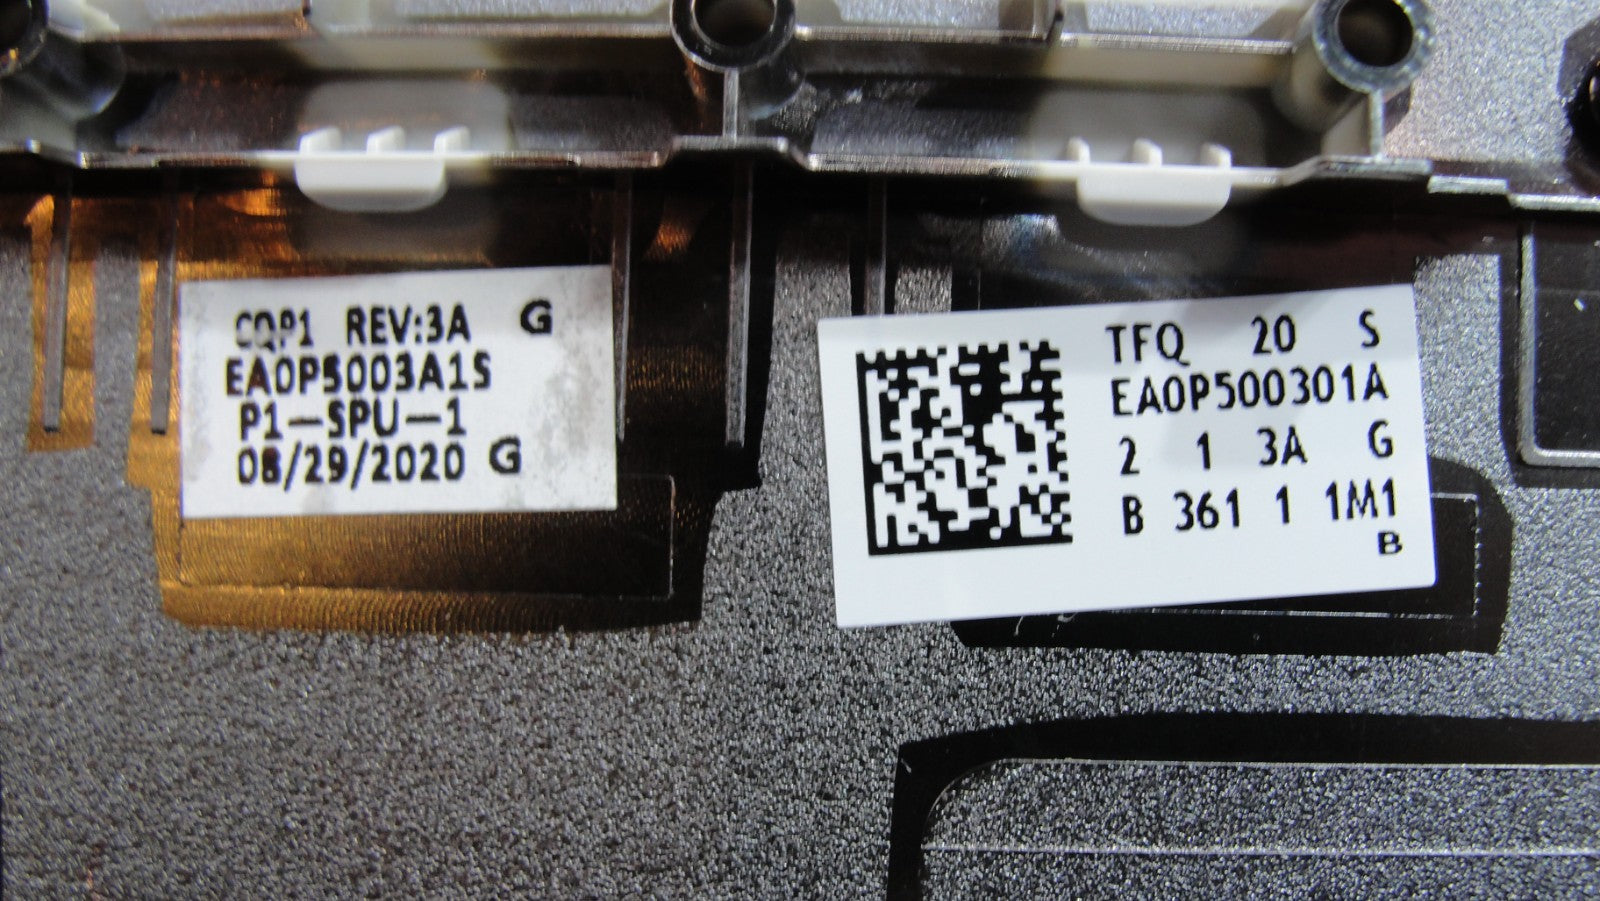 CQP1 REV:3A G
EA0P5003A1S
P1-SPU-1
08/29/2020 G
TFQ 20 S
EA0P500301A
2 1 3A G
B 361 1 1M1
B